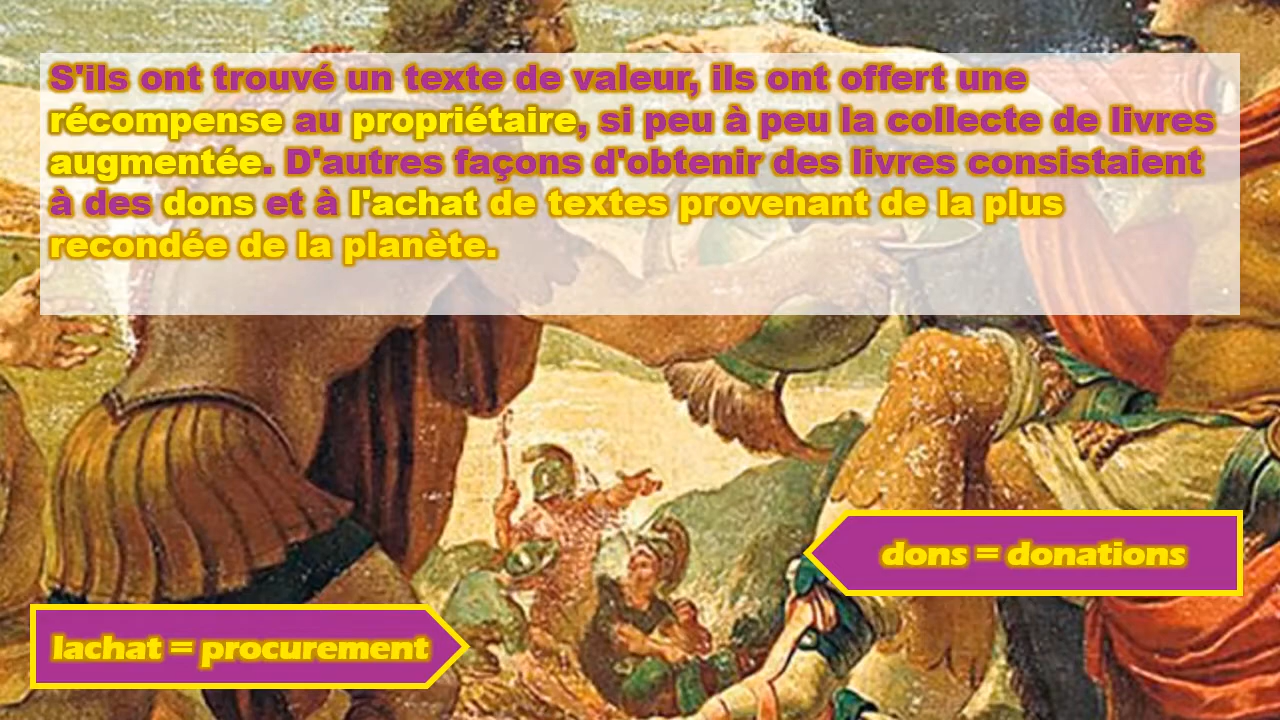 S'ils ont trouvé un texte de valeur, ils ont offert une
récompense au propriétaire, si peu à peu la collecte de livres
augmentée. D'autres façons d'obtenir des livres consistaient
à des dons et à l'achat de textes provenant de la plus
recondée de la planète.
dons = donations
lachat = procurement